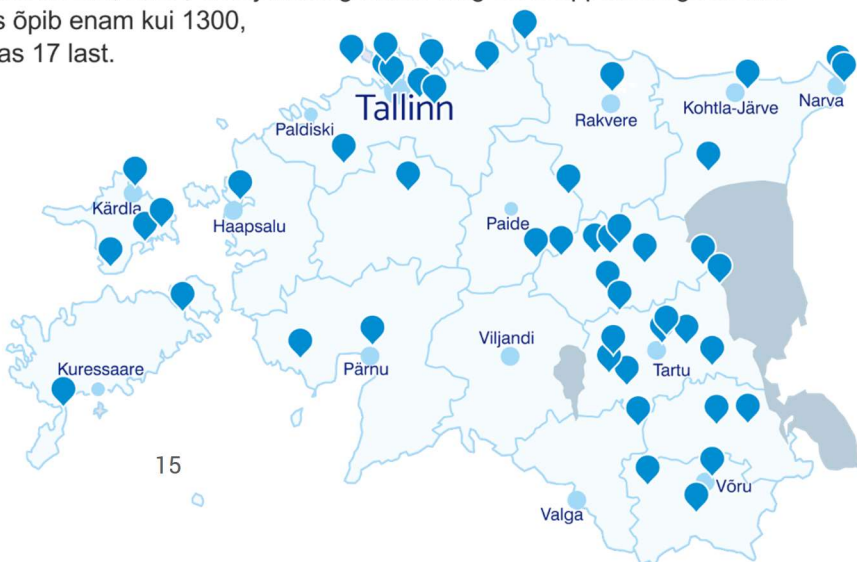 s õpib enam kui 1300,
as 17 last.
Tallinn
Paldiski
Rakvere
Kohtla-Järve
Narva
Kärdla
Haapsalu
Paide
Viljandi
Kuressaare
Pärnu
Tartu
15
Võru
Valga